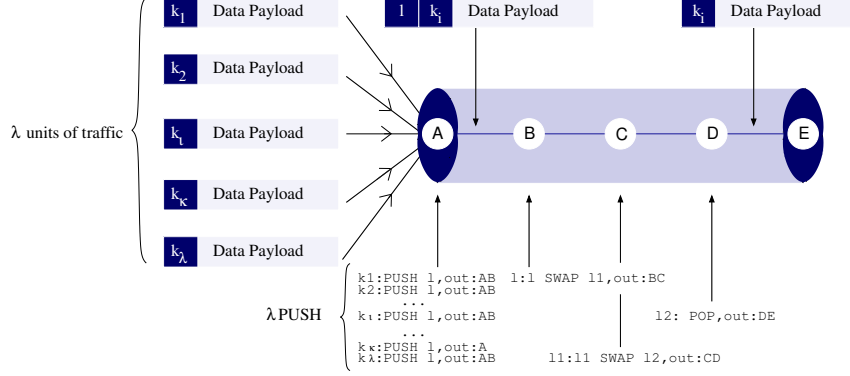 k1 Data Payload
l ki Data Payload
ki Data Payload
k2 Data Payload
λ units of traffic
kι Data Payload
A B C D E
kκ Data Payload
kλ Data Payload
k1:PUSH l,out:AB
l:l SWAP l1,out:BC
k2:PUSH l,out:AB
...
λ PUSH
kι:PUSH l,out:AB
l2: POP,out:DE
...
kκ:PUSH l,out:A
kλ:PUSH l,out:AB
l1:l1 SWAP l2,out:CD